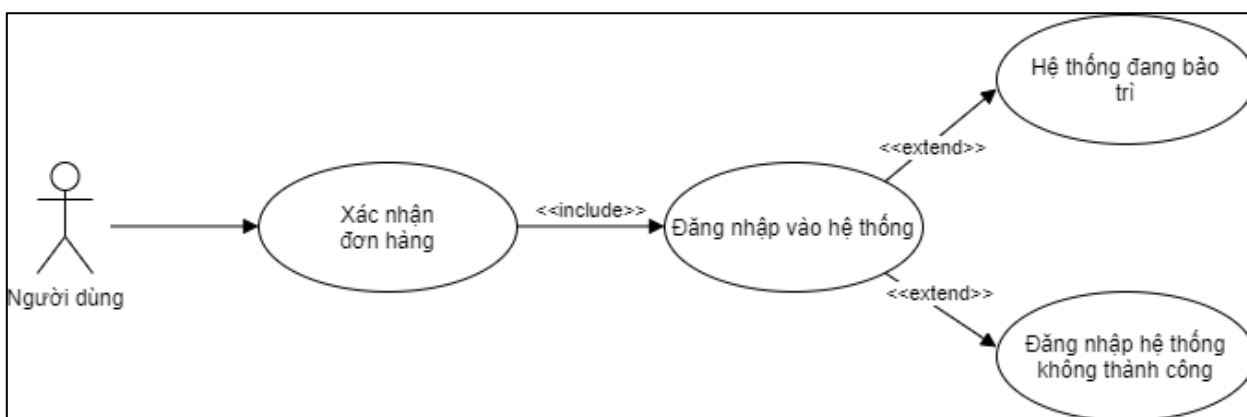 Người dùng
Xác nhận
đơn hàng
<<include>>
Đăng nhập vào hệ thống
<<extend>>
Hệ thống đang bảo
trì
<<extend>>
Đăng nhập hệ thống
không thành công